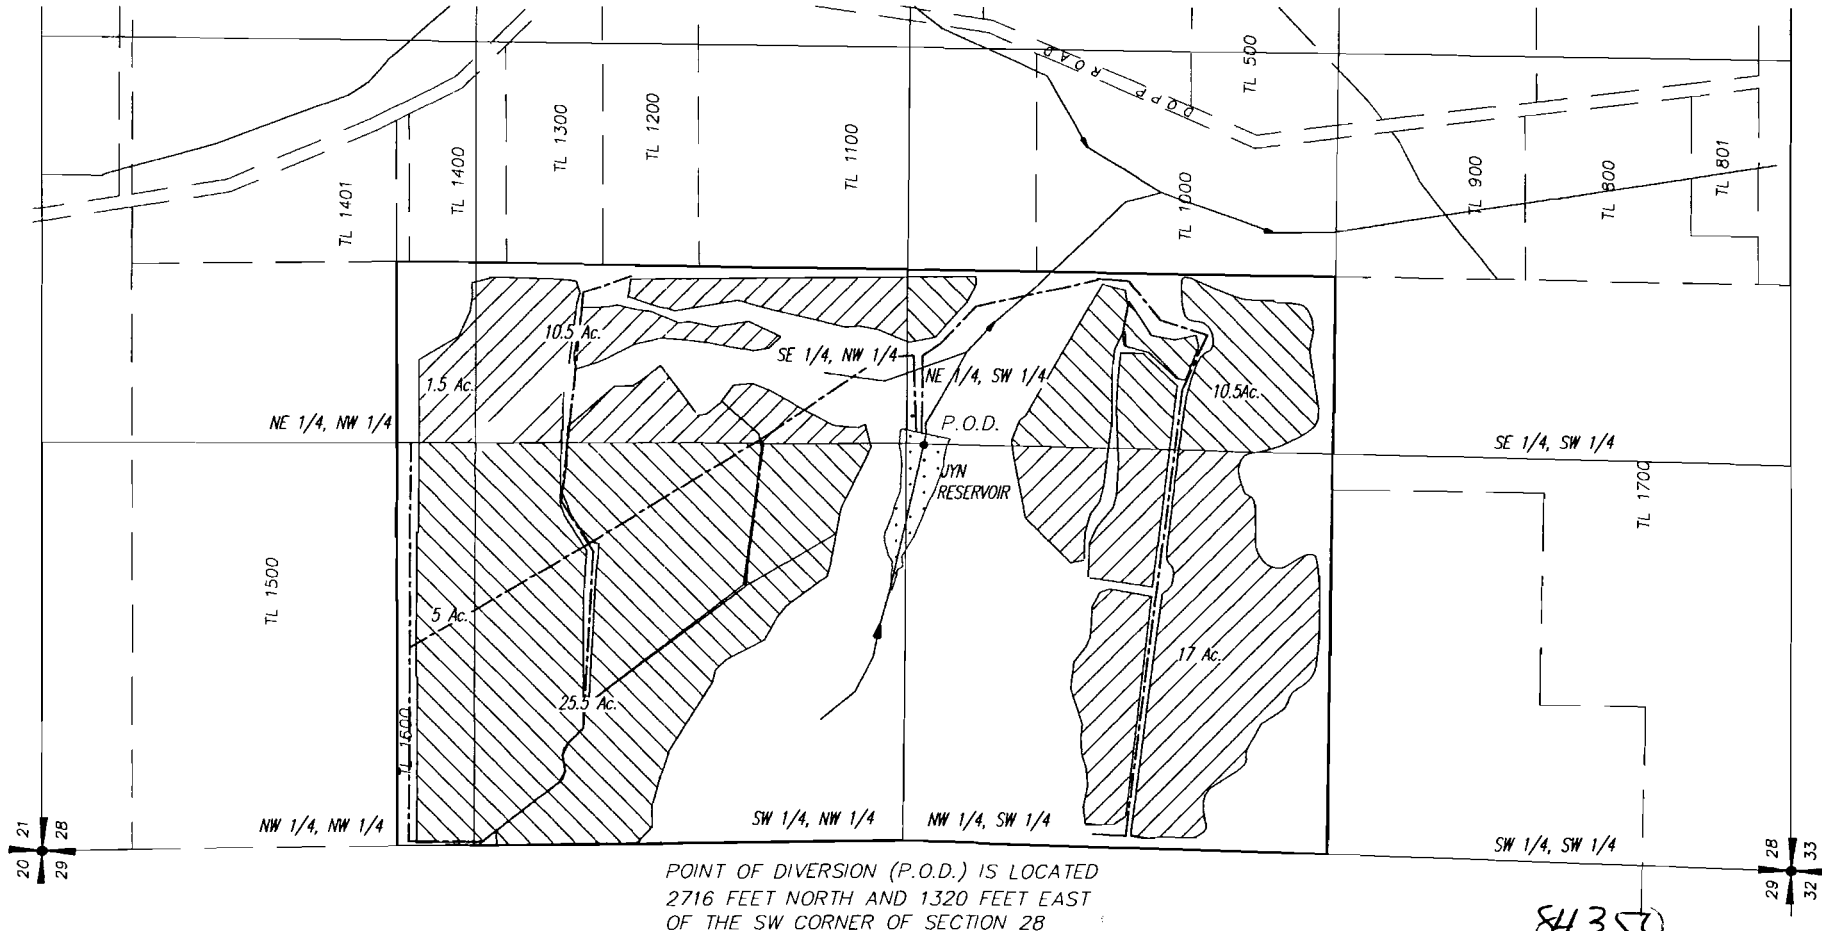 TL 500
DOPP ROAD
TL 1300
TL 1200
TL 1100
TL 1400
TL 1401
TL 1000
TL 900
TL 800
TL 801
10.5 Ac.
SE 1/4, NW 1/4
NE 1/4, SW 1/4
1.5 Ac.
10.5Ac.
NE 1/4, NW 1/4
P.O.D.
SE 1/4, SW 1/4
JYN
RESERVOIR
TL 1700
TL 1500
5 Ac.
17 Ac.
25.5 Ac.
TL 1600
NW 1/4, NW 1/4
SW 1/4, NW 1/4
NW 1/4, SW 1/4
SW 1/4, SW 1/4
21 28
20 29
28 33
29 32
POINT OF DIVERSION (P.O.D.) IS LOCATED
2716 FEET NORTH AND 1320 FEET EAST
OF THE SW CORNER OF SECTION 28
84350